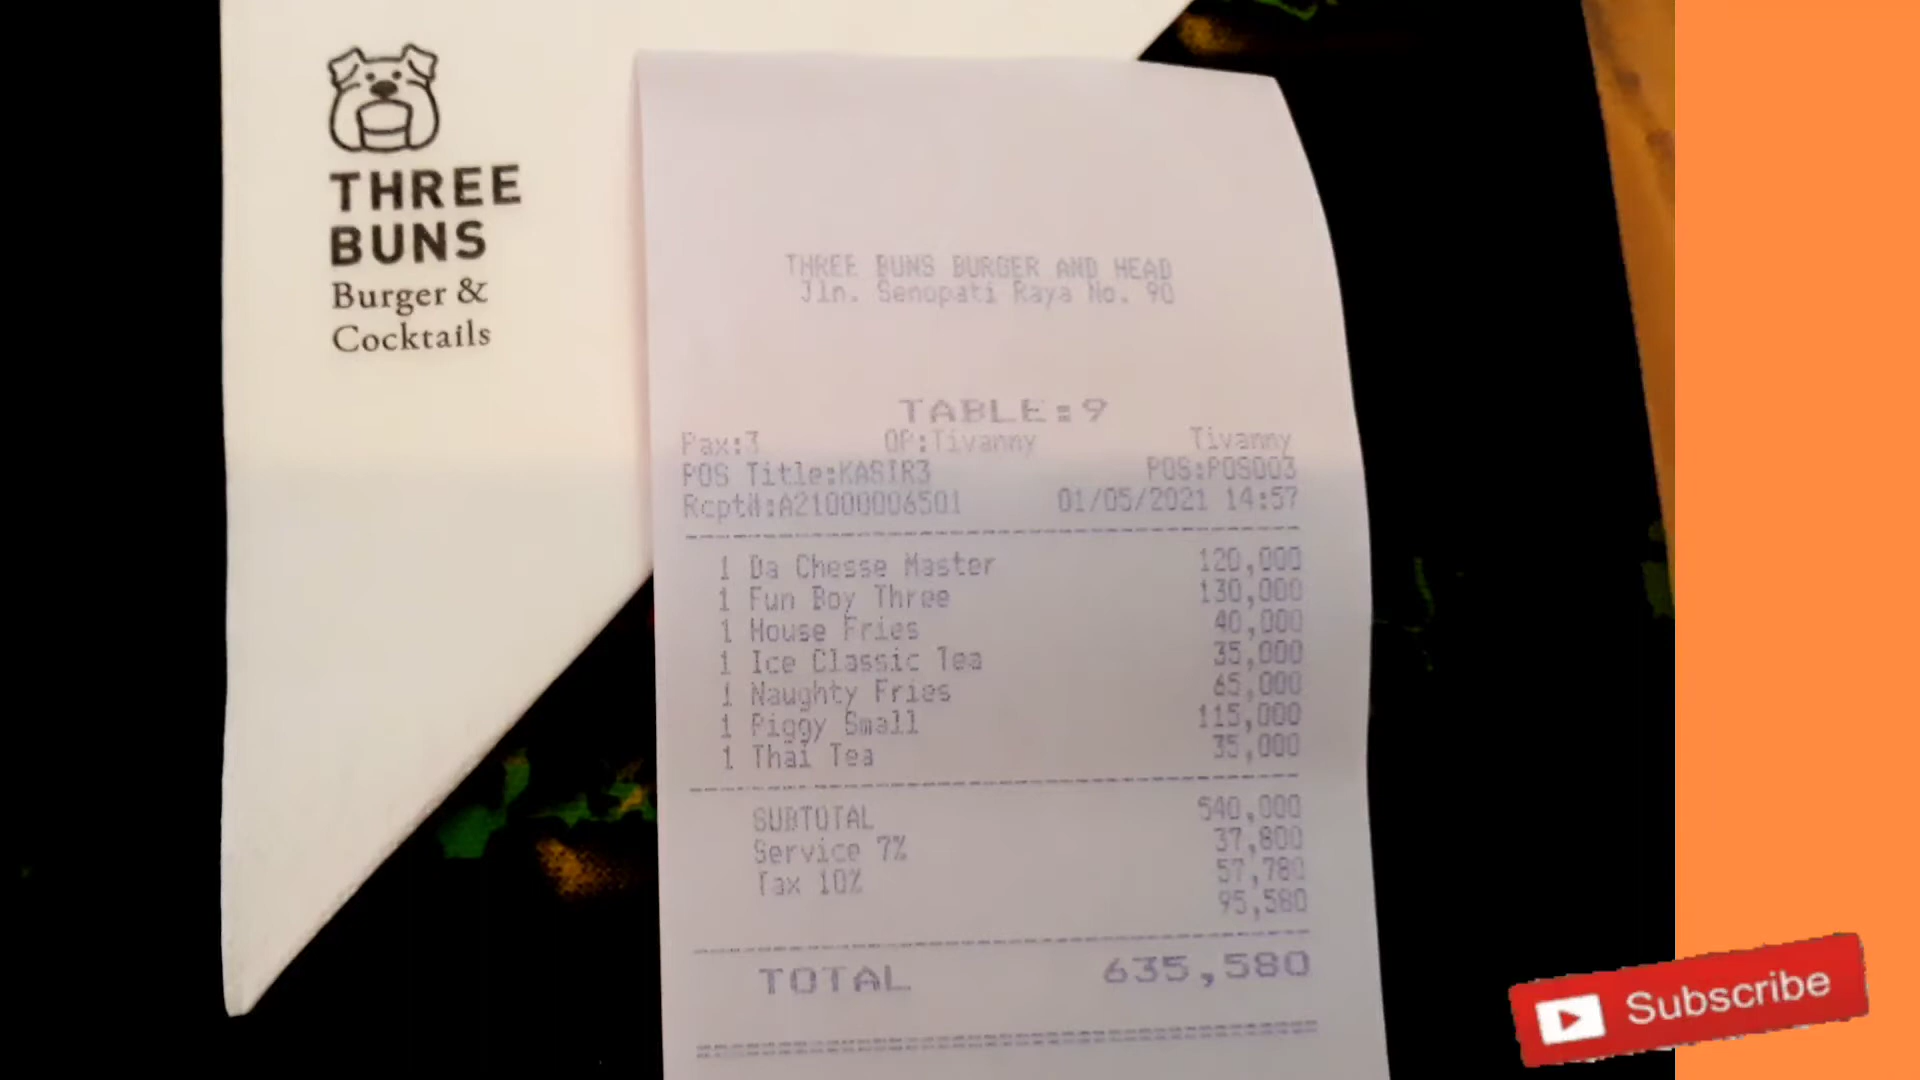 THREE
BUNS
Burger &
Cocktails
THREE BUNS BURGER AND HEAD
Jln. Senopati Raya No. 90
TABLE:9
Pax:3 OP:Tivanny Tivanny
POS Title:KASIR3 POS:POS003
Rcpt#:A21000006501 01/05/2021 14:57
1 Da Chesse Master 120,000
1 Fun Boy Three 130,000
1 House Fries 40,000
1 Ice Classic Tea 35,000
1 Naughty Fries 65,000
1 Piggy Small 115,000
1 Thai Tea 35,000
SUBTOTAL 540,000
Service 7% 37,800
Tax 10% 57,780
95,580
TOTAL 635,580
Subscribe